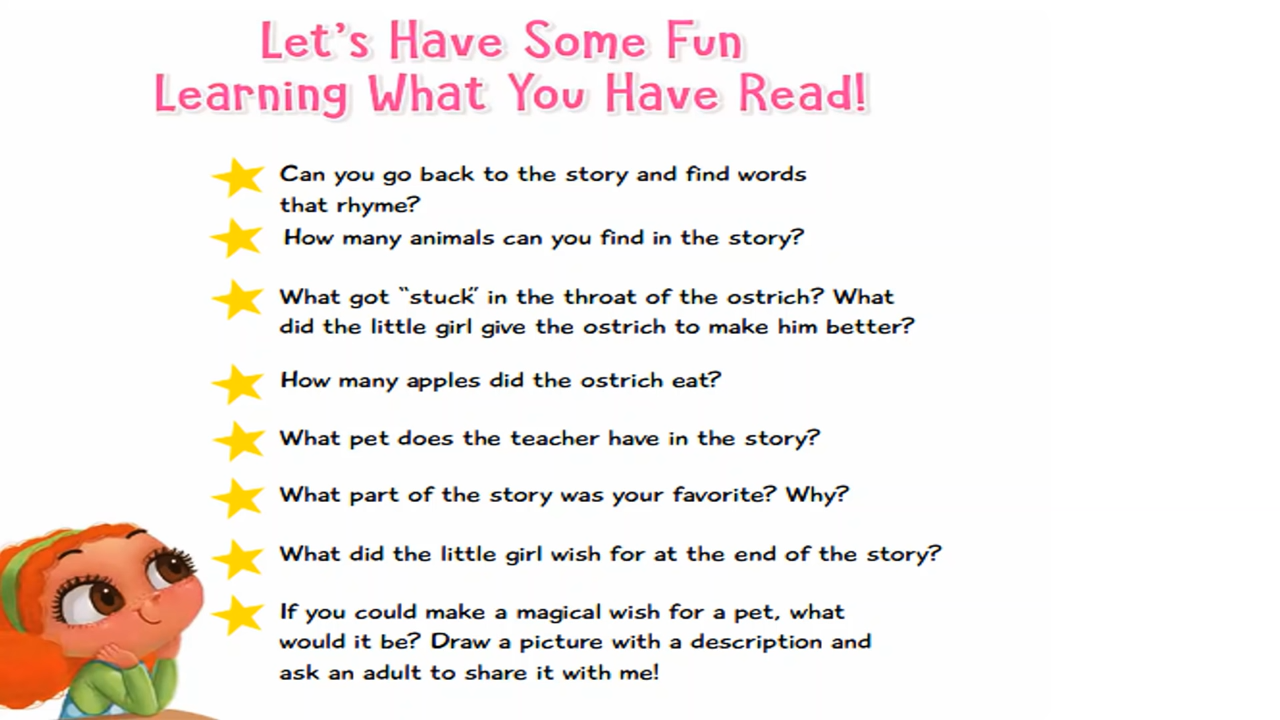 Let's Have Some Fun
Learning What You Have Read!
Can you go back to the story and find words
that rhyme?
How many animals can you find in the story?
What got "stuck" in the throat of the ostrich? What
did the little girl give the ostrich to make him better?
How many apples did the ostrich eat?
What pet does the teacher have in the story?
What part of the story was your favorite? Why?
What did the little girl wish for at the end of the story?
If you could make a magical wish for a pet, what
would it be? Draw a picture with a description and
ask an adult to share it with me!